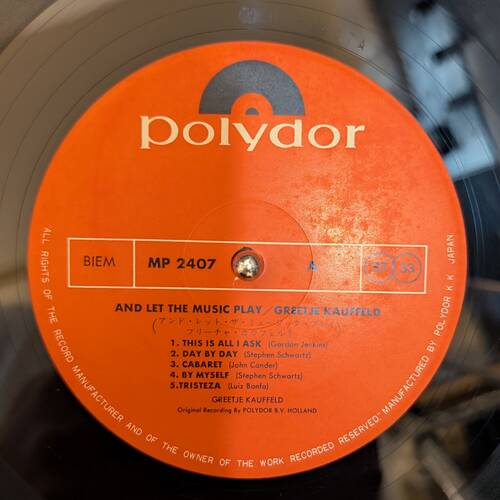 polydor
BIEM
MP 2407
A
33
AND LET THE MUSIC PLAY / GREETJE KAUFFELD
1. THIS IS ALL I ASK (Gordon Jenkins)
2. DAY BY DAY (Stephen Schwartz)
3. CABARET (John Cander)
4. BY MYSELF (Stephen Schwartz)
5.TRISTEZA (Luiz Bonfa)
GREETJE KAUFFELD
Original Recording By POLYDOR B.V. HOLLAND
ALL RIGHTS OF THE RECORD MANUFACTURER AND OF THE OWNER OF THE WORK RECORDED RESERVED. MANUFACTURED BY POLYDOR K.K. JAPAN